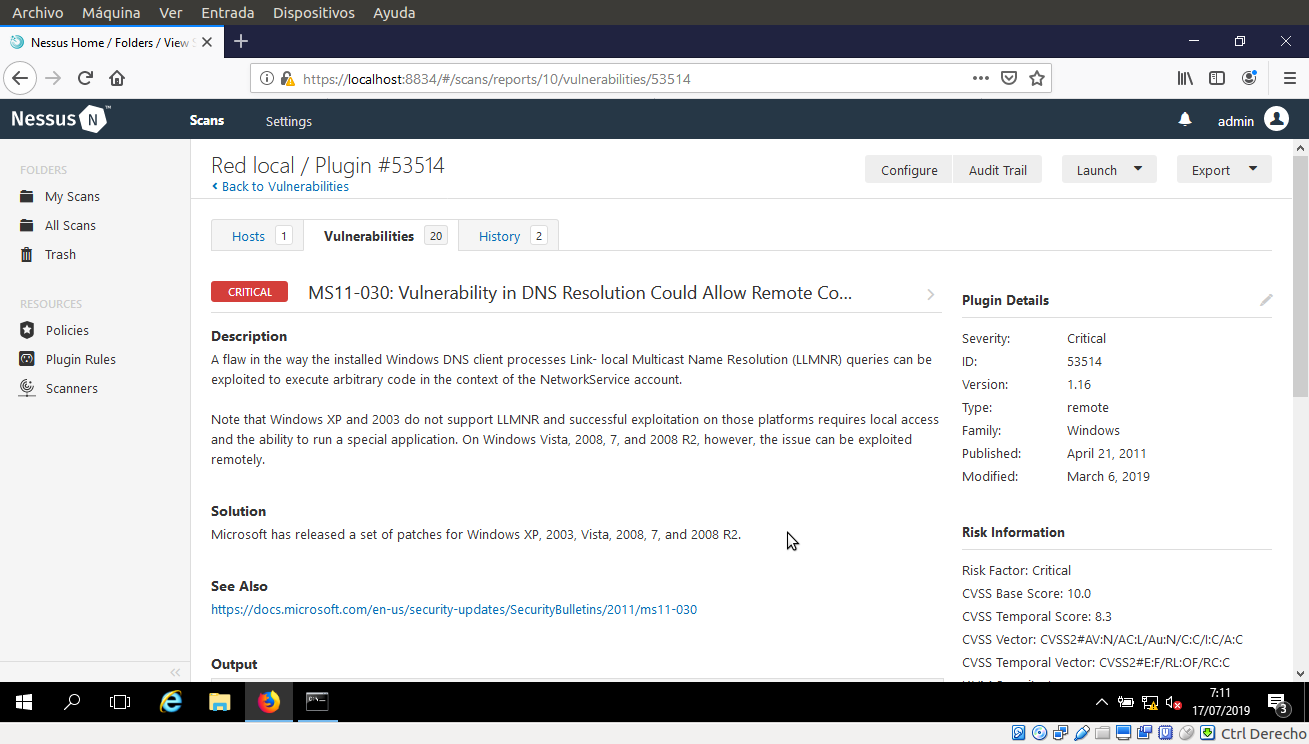 Archivo Máquina Ver Entrada Dispositivos Ayuda
Nessus Home / Folders / View
https://localhost:8834/#/scans/reports/10/vulnerabilities/53514
Nessus N ™
Scans
Settings
admin
FOLDERS
My Scans
All Scans
Trash
RESOURCES
Policies
Plugin Rules
Scanners
Red local / Plugin #53514
Back to Vulnerabilities
Configure
Audit Trail
Launch
Export
Hosts 1
Vulnerabilities 20
History 2
CRITICAL
MS11-030: Vulnerability in DNS Resolution Could Allow Remote Co...
Description
A flaw in the way the installed Windows DNS client processes Link- local Multicast Name Resolution (LLMNR) queries can be
exploited to execute arbitrary code in the context of the NetworkService account.
Note that Windows XP and 2003 do not support LLMNR and successful exploitation on those platforms requires local access
and the ability to run a special application. On Windows Vista, 2008, 7, and 2008 R2, however, the issue can be exploited
remotely.
Solution
Microsoft has released a set of patches for Windows XP, 2003, Vista, 2008, 7, and 2008 R2.
See Also
https://docs.microsoft.com/en-us/security-updates/SecurityBulletins/2011/ms11-030
Output
Plugin Details
Severity: Critical
ID: 53514
Version: 1.16
Type: remote
Family: Windows
Published: April 21, 2011
Modified: March 6, 2019
Risk Information
Risk Factor: Critical
CVSS Base Score: 10.0
CVSS Temporal Score: 8.3
CVSS Vector: CVSS2#AV:N/AC:L/Au:N/C:C/I:C/A:C
CVSS Temporal Vector: CVSS2#E:F/RL:OF/RC:C
7:11
17/07/2019
3
Ctrl Derecho